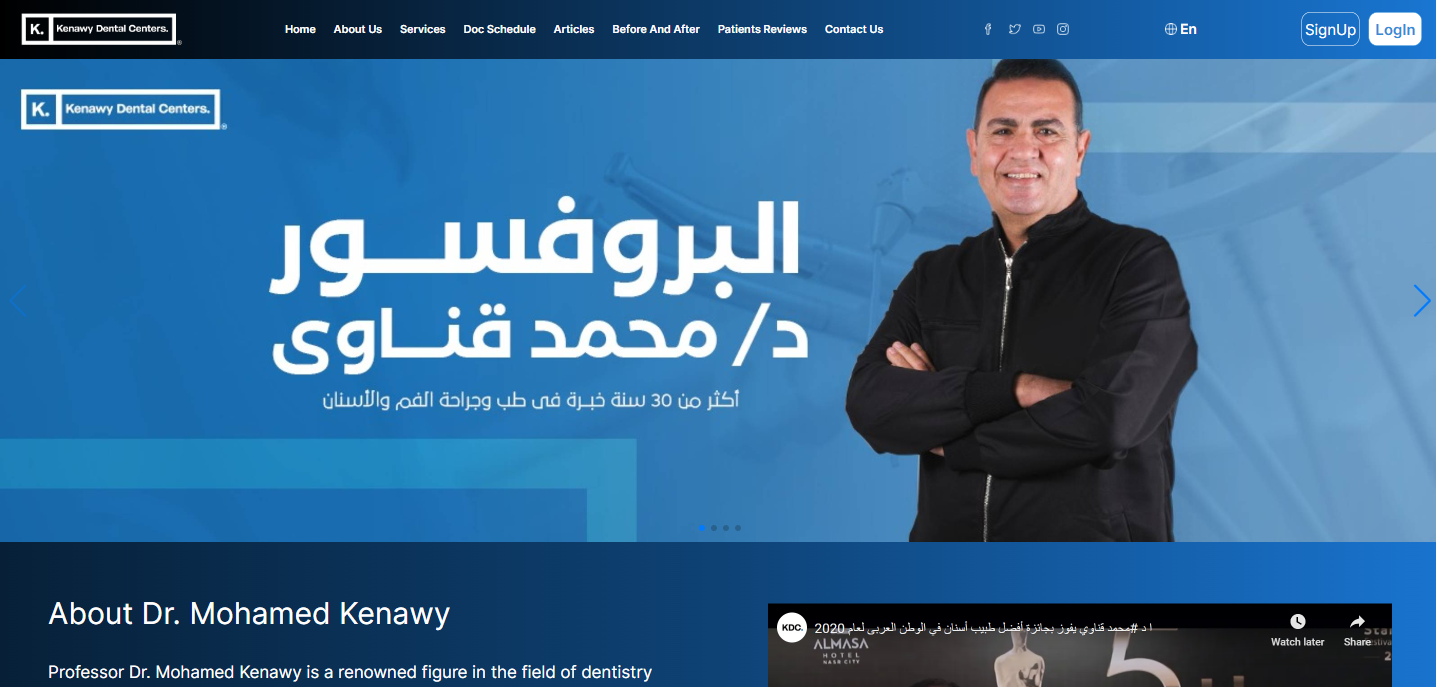 K. Kenawy Dental Centers. ®
Home About Us Services Doc Schedule Articles Before And After Patients Reviews Contact Us
En
SignUp LogIn
K. Kenawy Dental Centers. ®
البروفسور
د/ محمد قناوى
أكثر من 30 سنة خبرة فى طب وجراحة الفم والأسنان
About Dr. Mohamed Kenawy
Professor Dr. Mohamed Kenawy is a renowned figure in the field of dentistry
KDC.
ا د #محمد قناوي يفوز بجائزة أفضل طبيب أسنان في الوطن العربى لعام 2020
Watch later
Share
ALMASA
HOTEL
NASR CITY
5